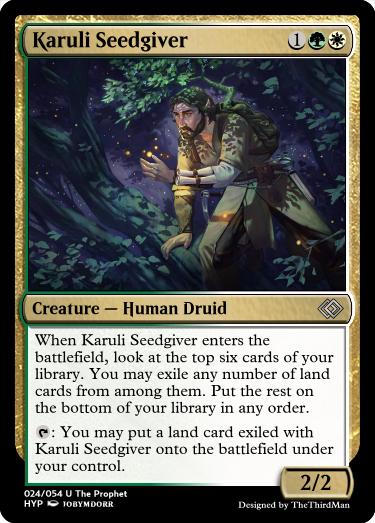 Karuli Seedgiver 1
Creature — Human Druid
When Karuli Seedgiver enters the
battlefield, look at the top six cards of your
library. You may exile any number of land
cards from among them. Put the rest on
the bottom of your library in any order.
: You may put a land card exiled with
Karuli Seedgiver onto the battlefield under
your control.
2/2
024/054 U The Prophet
HYP JOBYMDORR
Designed by TheThirdMan